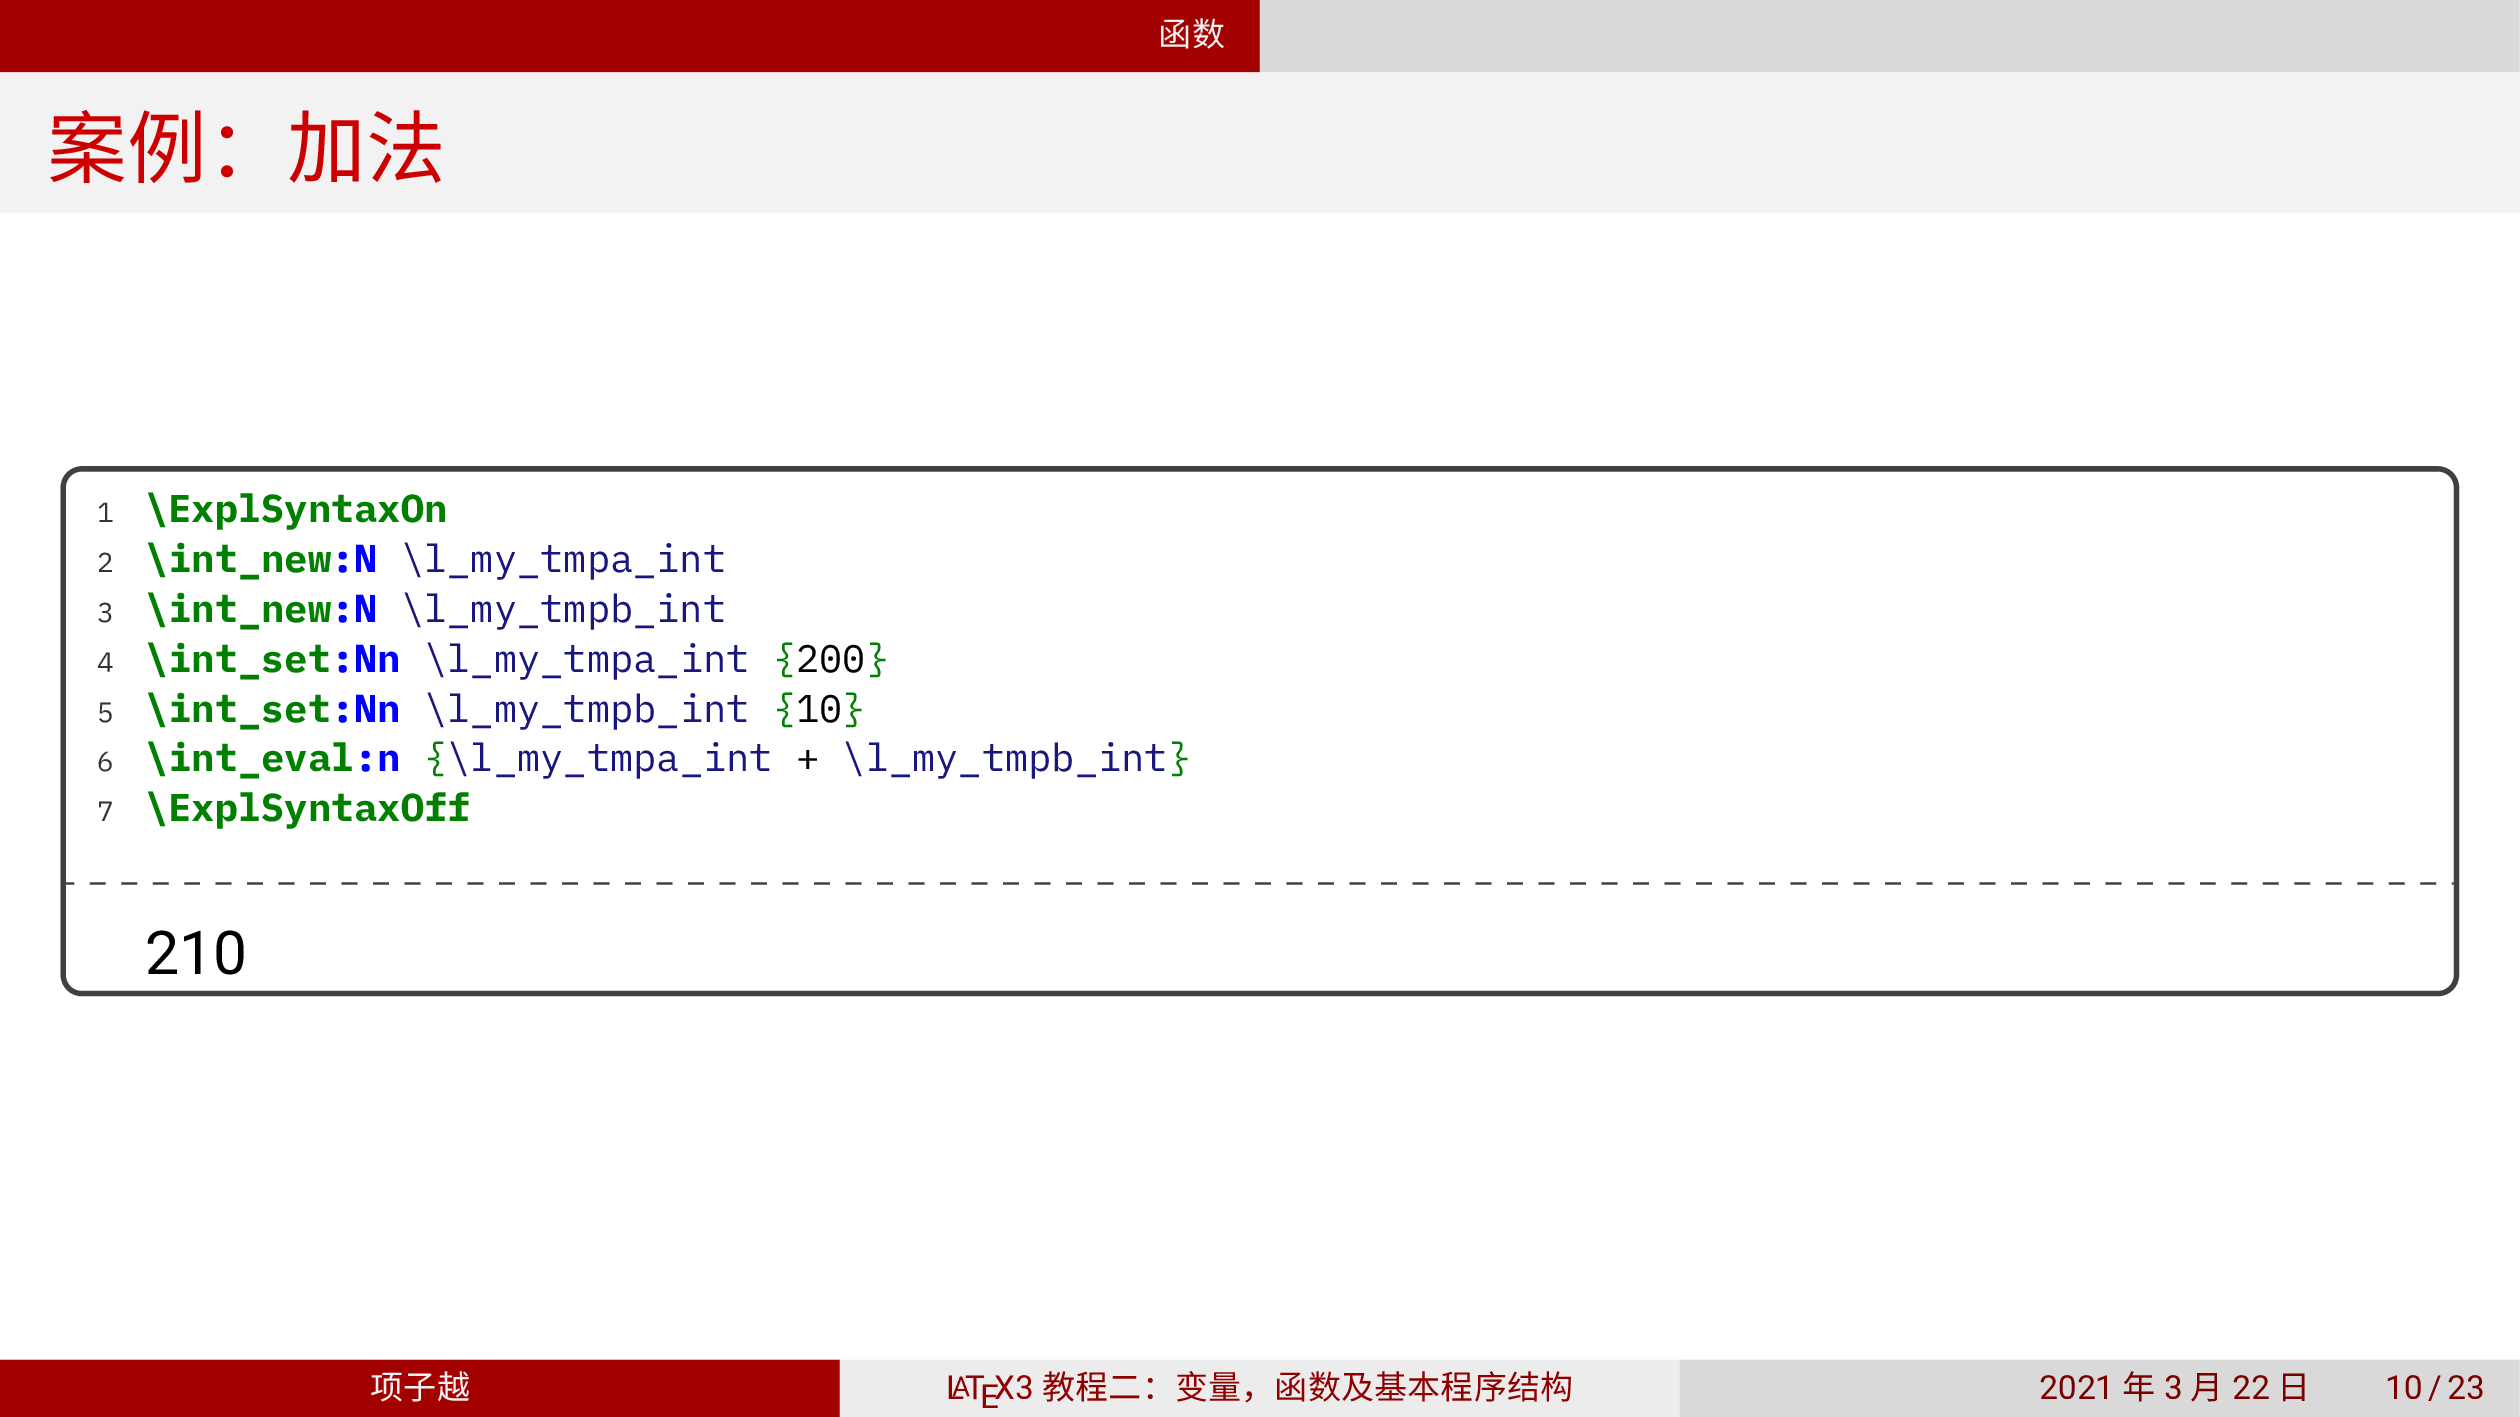 函数
案例：加法
1 \ExplSyntaxOn
2 \int_new:N \l_my_tmpa_int
3 \int_new:N \l_my_tmpb_int
4 \int_set:Nn \l_my_tmpa_int {200}
5 \int_set:Nn \l_my_tmpb_int {10}
6 \int_eval:n {\l_my_tmpa_int + \l_my_tmpb_int}
7 \ExplSyntaxOff
210
项子越
LATEX3 教程二：变量，函数及基本程序结构
2021 年 3 月 22 日
10 / 23